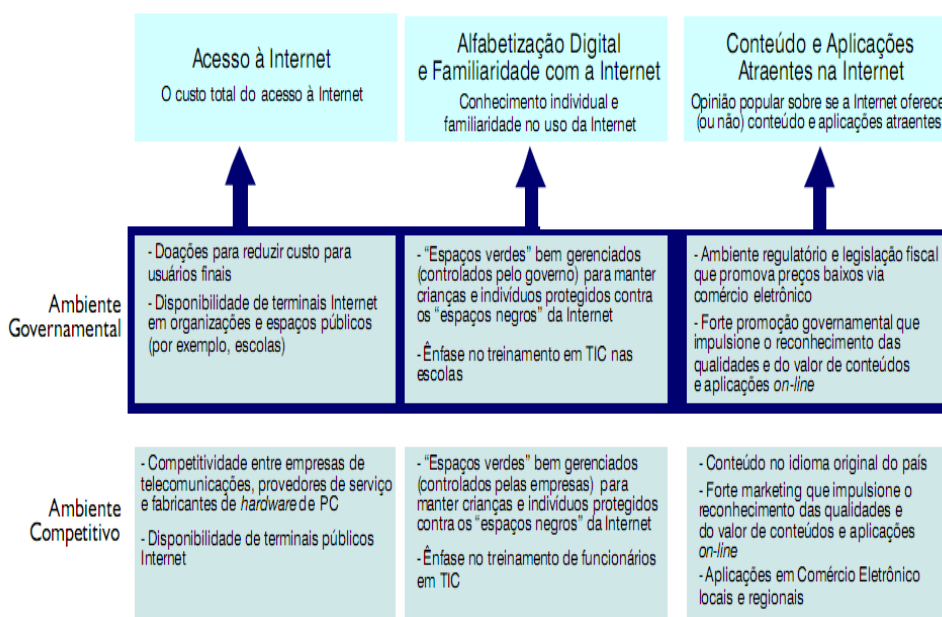 Acesso à Internet
O custo total do acesso à Internet
Alfabetização Digital
e Familiaridade com a Internet
Conhecimento individual e
familiaridade no uso da Internet
Conteúdo e Aplicações
Atraentes na Internet
Opinião popular sobre se a Internet oferece
(ou não) conteúdo e aplicações atraentes
Ambiente
Governamental
- Doações para reduzir custo para
usuários finais
- Disponibilidade de terminais Internet
em organizações e espaços públicos
(por exemplo, escolas)
- “Espaços verdes” bem gerenciados
(controlados pelo governo) para manter
crianças e indivíduos protegidos contra
os “espaços negros” da Internet
- Ênfase no treinamento em TIC nas
escolas
- Ambiente regulatório e legislação fiscal
que promova preços baixos via
comércio eletrônico
- Forte promoção governamental que
impulsione o reconhecimento das
qualidades e do valor de conteúdos
e aplicações on-line
Ambiente
Competitivo
- Competitividade entre empresas de
telecomunicações, provedores de serviço
e fabricantes de hardware de PC
- Disponibilidade de terminais públicos
Internet
- “Espaços verdes” bem gerenciados
(controlados pelas empresas) para
manter crianças e indivíduos protegidos
contra os “espaços negros” da Internet
- Ênfase no treinamento de funcionários
em TIC
- Conteúdo no idioma original do país
- Forte marketing que impulsione o
reconhecimento das qualidades e
do valor de conteúdos e aplicações
on-line
- Aplicações em Comércio Eletrônico
locais e regionais